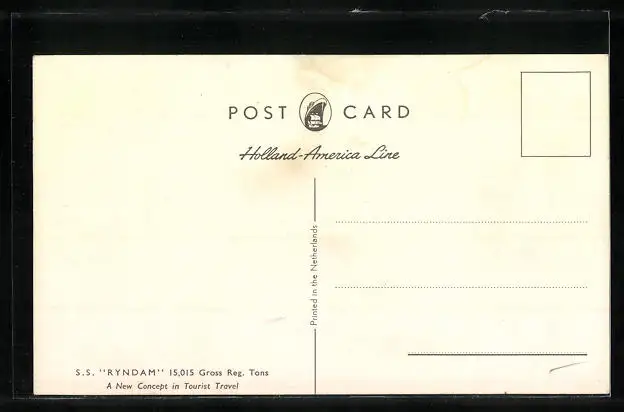 POST CARD
Holland-America Line
Printed in the Netherlands
S.S. "RYNDAM" 15,015 Gross Reg. Tons
A New Concept in Tourist Travel